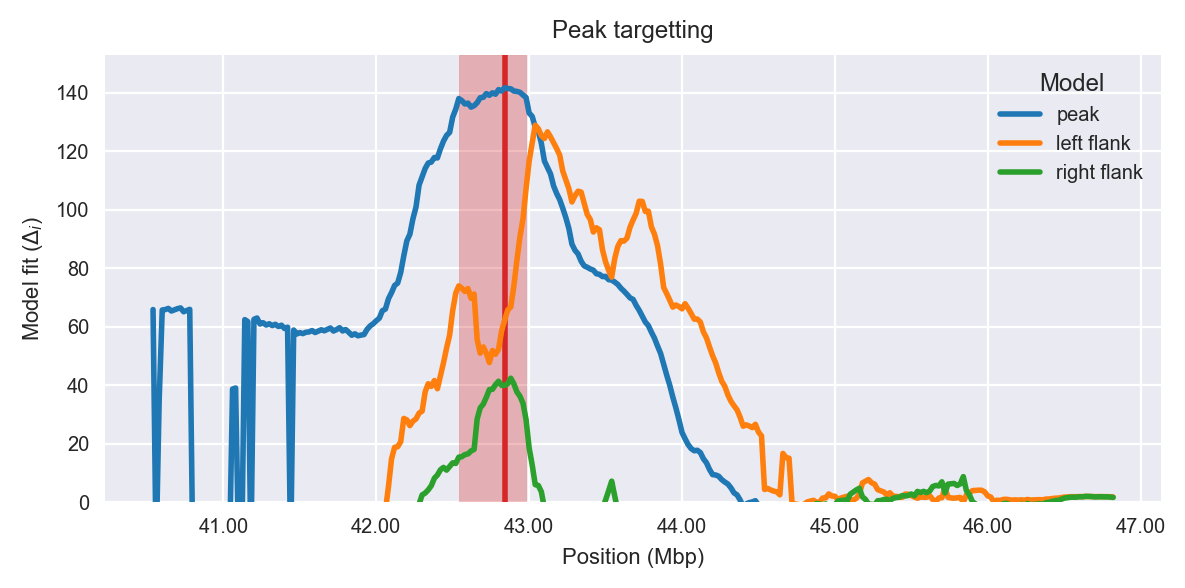 Peak targetting
Model fit (Δi)
140
120
100
80
60
40
20
0
Model
peak
left flank
right flank
41.00 42.00 43.00 44.00 45.00 46.00 47.00
Position (Mbp)